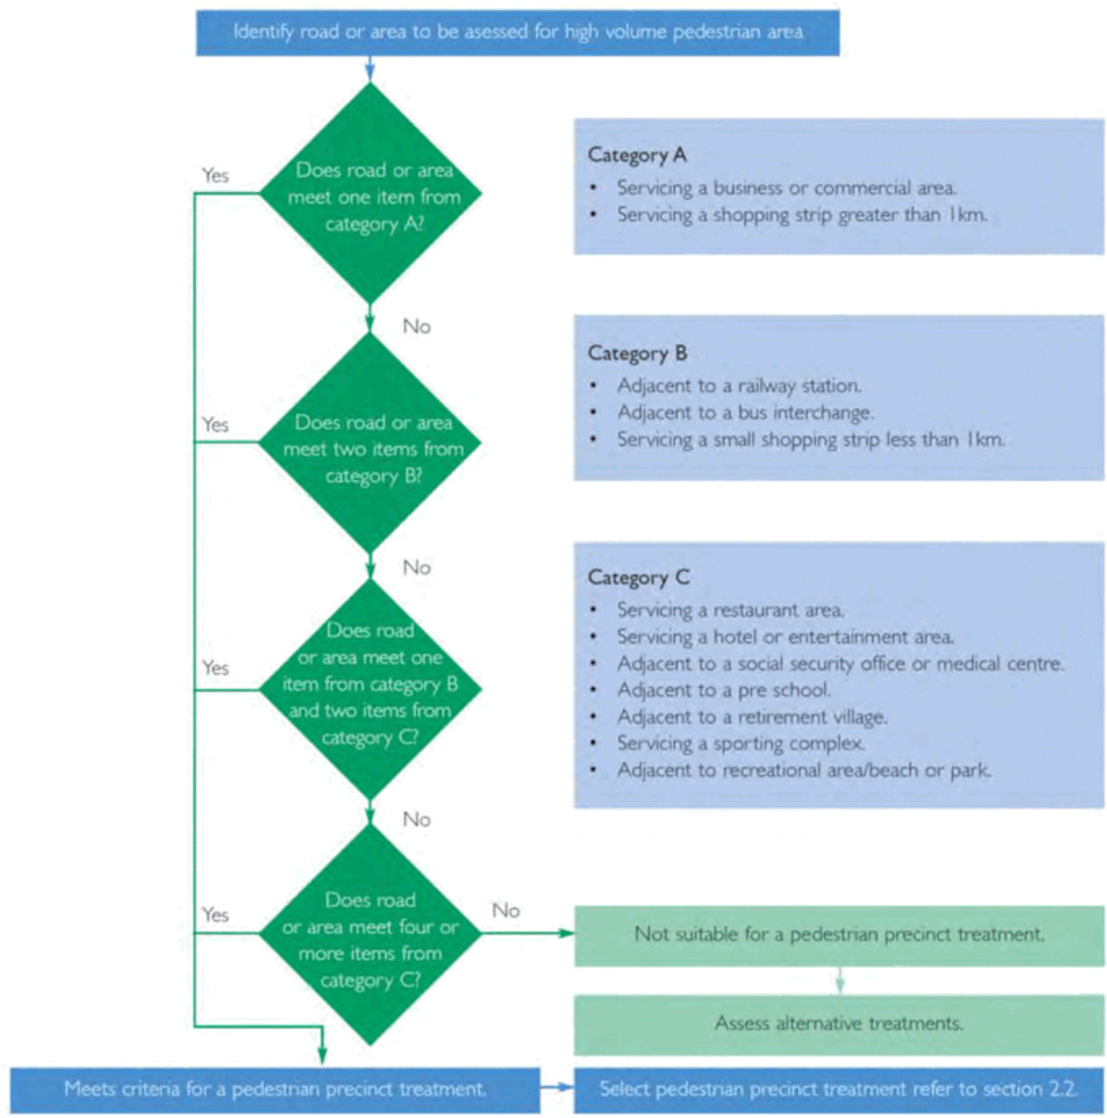 Identify road or area to be asessed for high volume pedestrian area
Does road or area
meet one item from
category A?
Yes
No
Category A
• Servicing a business or commercial area.
• Servicing a shopping strip greater than 1km.
Does road or area
meet two items from
category B?
Yes
No
Category B
• Adjacent to a railway station.
• Adjacent to a bus interchange.
• Servicing a small shopping strip less than 1km.
Does road
or area meet one
item from category B
and two items from
category C?
Yes
No
Category C
• Servicing a restaurant area.
• Servicing a hotel or entertainment area.
• Adjacent to a social security office or medical centre.
• Adjacent to a pre school.
• Adjacent to a retirement village.
• Servicing a sporting complex.
• Adjacent to recreational area/beach or park.
Does road
or area meet four or
more items from
category C?
Yes
No
Not suitable for a pedestrian precinct treatment.
Assess alternative treatments.
Meets criteria for a pedestrian precinct treatment.
Select pedestrian precinct treatment refer to section 2.2.